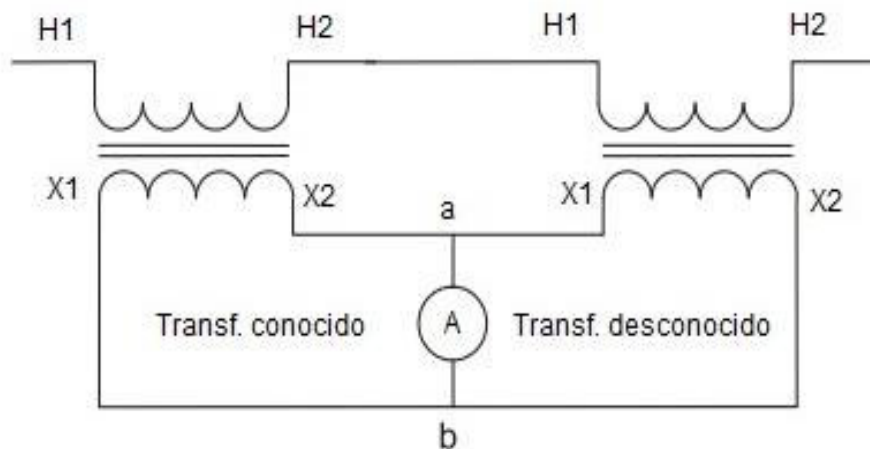 H1 H2 H1 H2
X1 X2 a X1 X2
Transf. conocido A Transf. desconocido
b